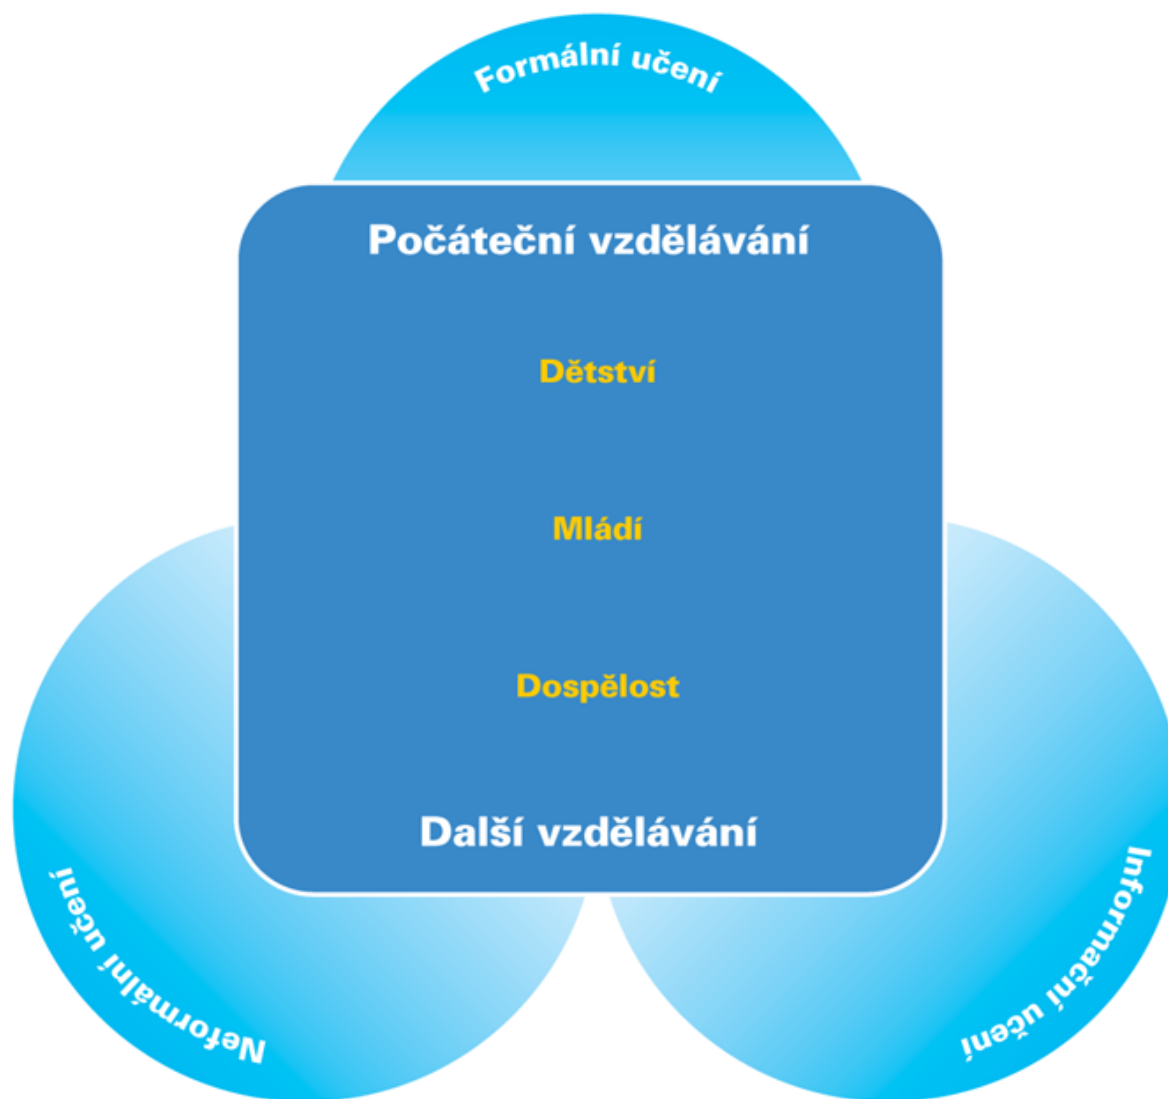 Formální učení
Počáteční vzdělávání
Dětství
Mládí
Dospělost
Další vzdělávání
Neformální učení
Informační učení